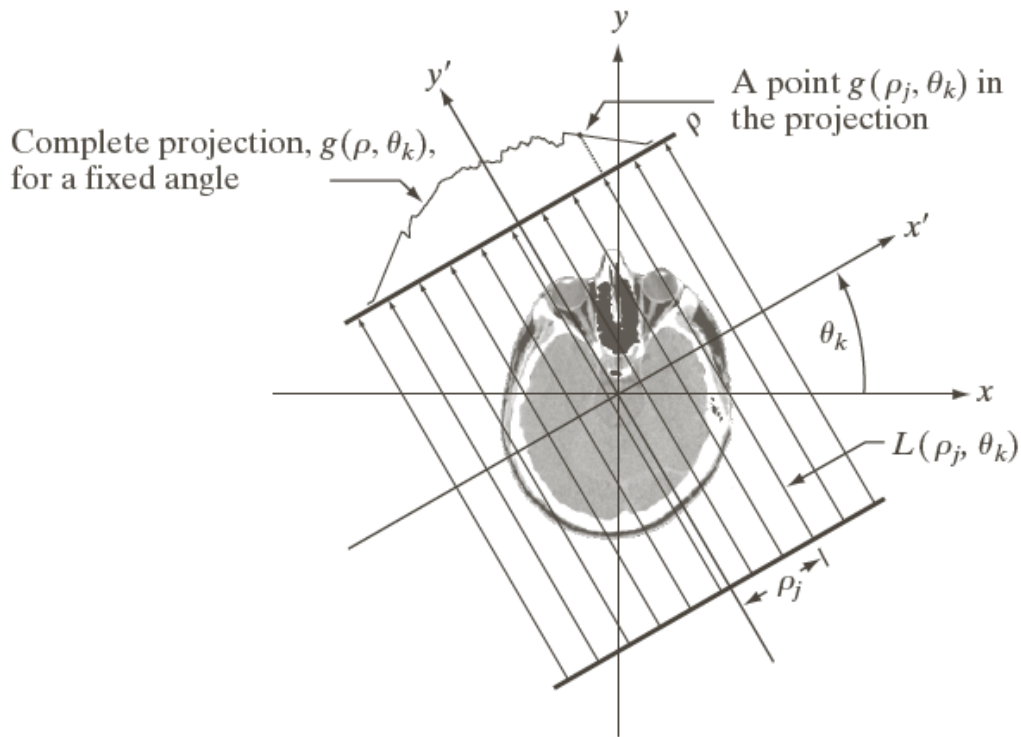 y
y′
A point g(ρⱼ, θₖ) in
the projection
ρ
Complete projection, g(ρ, θₖ),
for a fixed angle
x′
θₖ
x
L(ρⱼ, θₖ)
ρⱼ